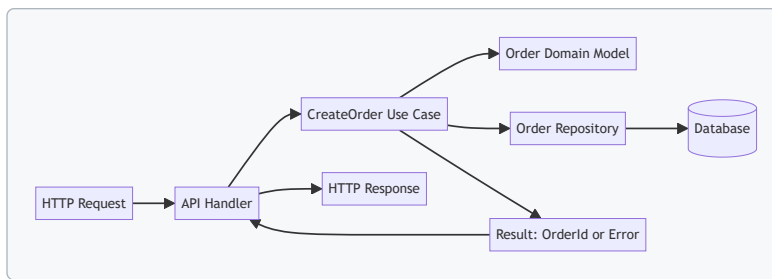 Order Domain Model
CreateOrder Use Case
Order Repository
Database
HTTP Request
API Handler
HTTP Response
Result: OrderId or Error